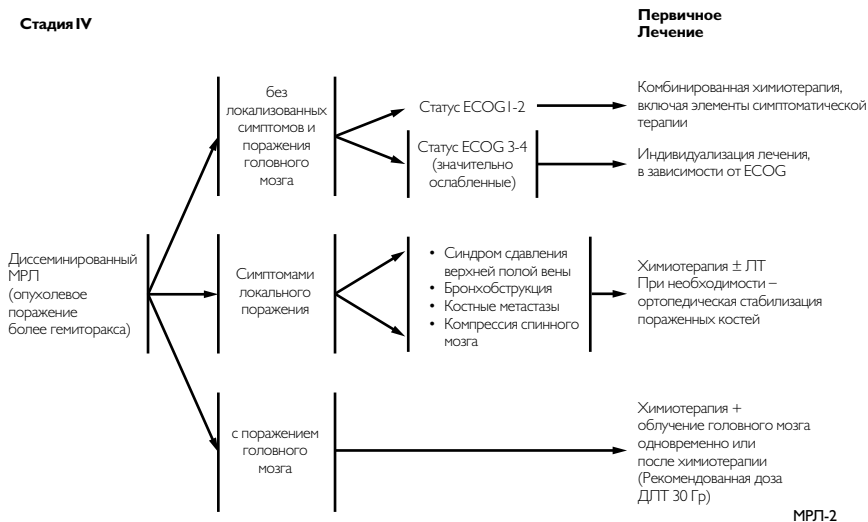 Стадия IV
Первичное
Лечение
Диссеминированный
МРЛ
(опухолевое
поражение
более гемиторакса)
без
локализованных
симптомов и
поражения
головного
мозга
Статус ECOG1-2
Комбинированная химиотерапия,
включая элементы симптоматической
терапии
Статус ECOG 3-4
(значительно
ослабленные)
Индивидуализация лечения,
в зависимости от ECOG
Симптомами
локального
поражения
• Синдром сдавления
верхней полой вены
• Бронхобструкция
• Костные метастазы
• Компрессия спинного
мозга
Химиотерапия ± ЛТ
При необходимости –
ортопедическая стабилизация
пораженных костей
с поражением
головного
мозга
Химиотерапия +
облучение головного мозга
одновременно или
после химиотерапии
(Рекомендованная доза
ДЛТ 30 Гр)
МРЛ-2